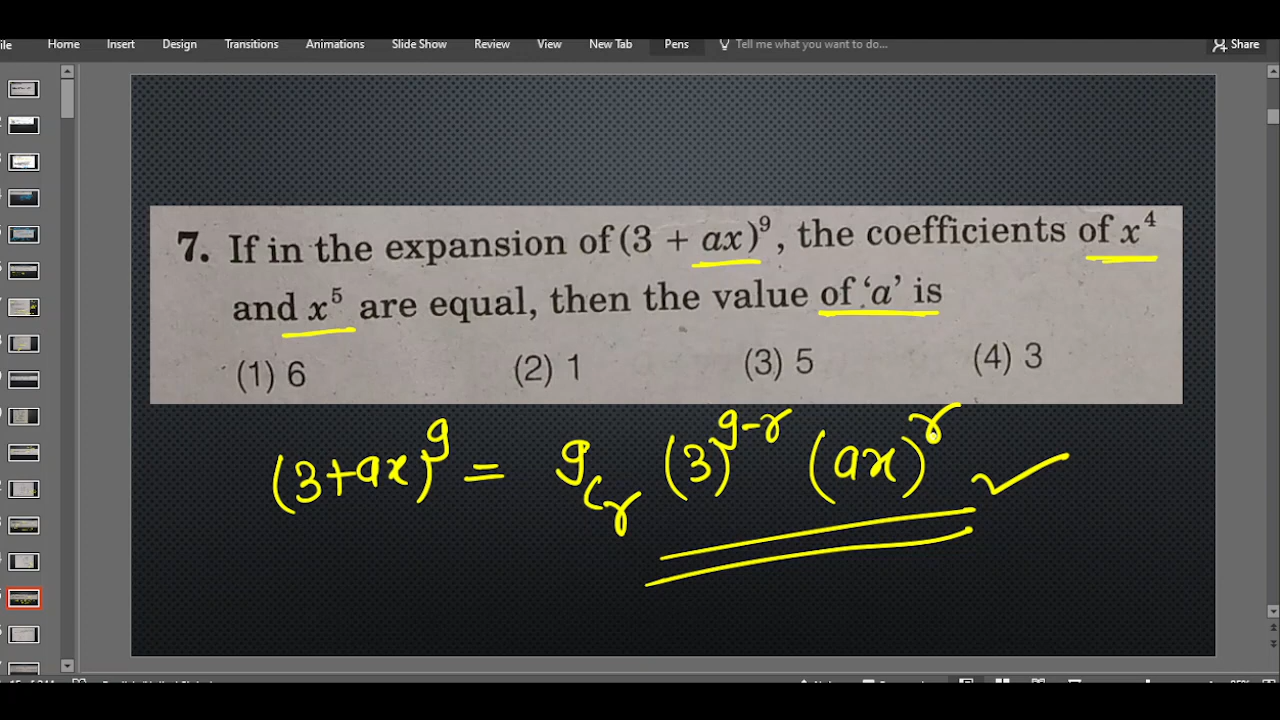 File Home Insert Design Transitions Animations Slide Show Review View New Tab Pens Tell me what you want to do... Share
7. If in the expansion of (3 + ax)⁹, the coefficients of x⁴
and x⁵ are equal, then the value of 'a' is
(1) 6 (2) 1 (3) 5 (4) 3
(3+ax)⁹ = 9Cr (3)⁹⁻ʳ (ax)ʳ